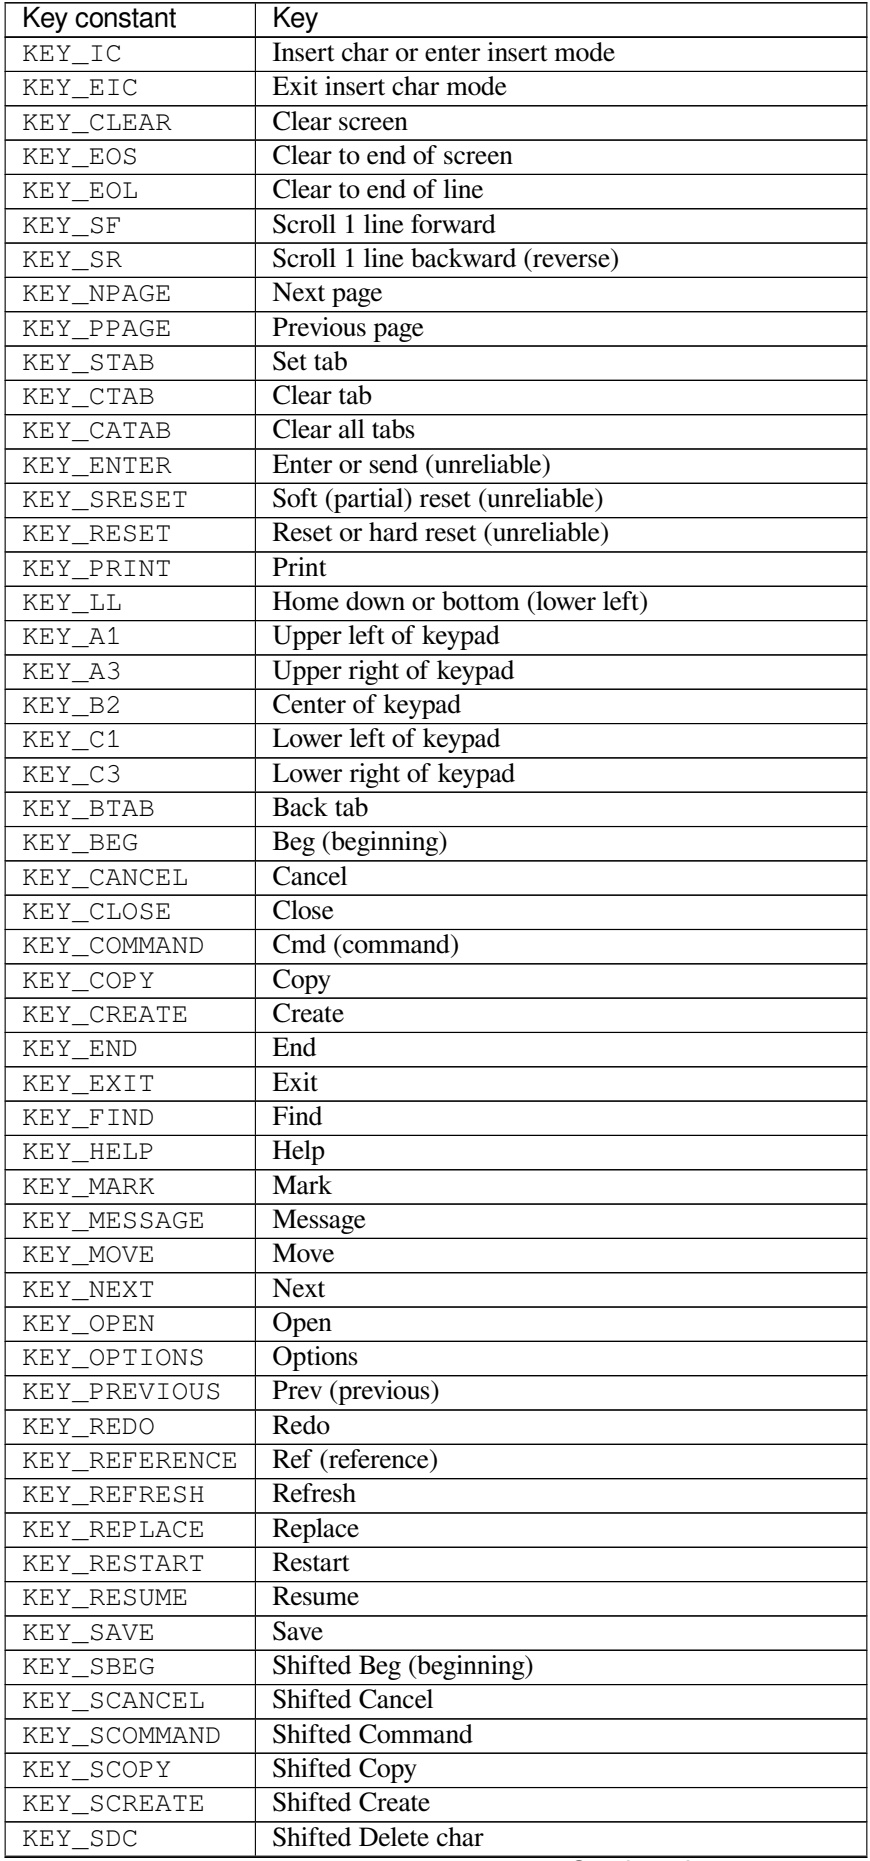 Key constant Key
KEY_IC Insert char or enter insert mode
KEY_EIC Exit insert char mode
KEY_CLEAR Clear screen
KEY_EOS Clear to end of screen
KEY_EOL Clear to end of line
KEY_SF Scroll 1 line forward
KEY_SR Scroll 1 line backward (reverse)
KEY_NPAGE Next page
KEY_PPAGE Previous page
KEY_STAB Set tab
KEY_CTAB Clear tab
KEY_CATAB Clear all tabs
KEY_ENTER Enter or send (unreliable)
KEY_SRESET Soft (partial) reset (unreliable)
KEY_RESET Reset or hard reset (unreliable)
KEY_PRINT Print
KEY_LL Home down or bottom (lower left)
KEY_A1 Upper left of keypad
KEY_A3 Upper right of keypad
KEY_B2 Center of keypad
KEY_C1 Lower left of keypad
KEY_C3 Lower right of keypad
KEY_BTAB Back tab
KEY_BEG Beg (beginning)
KEY_CANCEL Cancel
KEY_CLOSE Close
KEY_COMMAND Cmd (command)
KEY_COPY Copy
KEY_CREATE Create
KEY_END End
KEY_EXIT Exit
KEY_FIND Find
KEY_HELP Help
KEY_MARK Mark
KEY_MESSAGE Message
KEY_MOVE Move
KEY_NEXT Next
KEY_OPEN Open
KEY_OPTIONS Options
KEY_PREVIOUS Prev (previous)
KEY_REDO Redo
KEY_REFERENCE Ref (reference)
KEY_REFRESH Refresh
KEY_REPLACE Replace
KEY_RESTART Restart
KEY_RESUME Resume
KEY_SAVE Save
KEY_SBEG Shifted Beg (beginning)
KEY_SCANCEL Shifted Cancel
KEY_SCOMMAND Shifted Command
KEY_SCOPY Shifted Copy
KEY_SCREATE Shifted Create
KEY_SDC Shifted Delete char